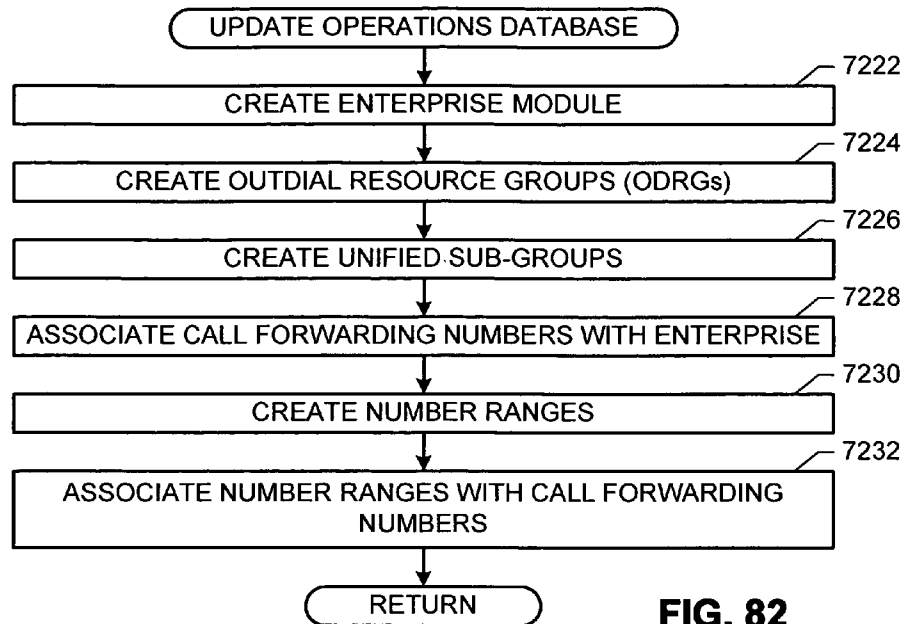 UPDATE OPERATIONS DATABASE
7222
CREATE ENTERPRISE MODULE
7224
CREATE OUTDIAL RESOURCE GROUPS (ODRGs)
7226
CREATE UNIFIED SUB-GROUPS
7228
ASSOCIATE CALL FORWARDING NUMBERS WITH ENTERPRISE
7230
CREATE NUMBER RANGES
7232
ASSOCIATE NUMBER RANGES WITH CALL FORWARDING
NUMBERS
RETURN
FIG. 82